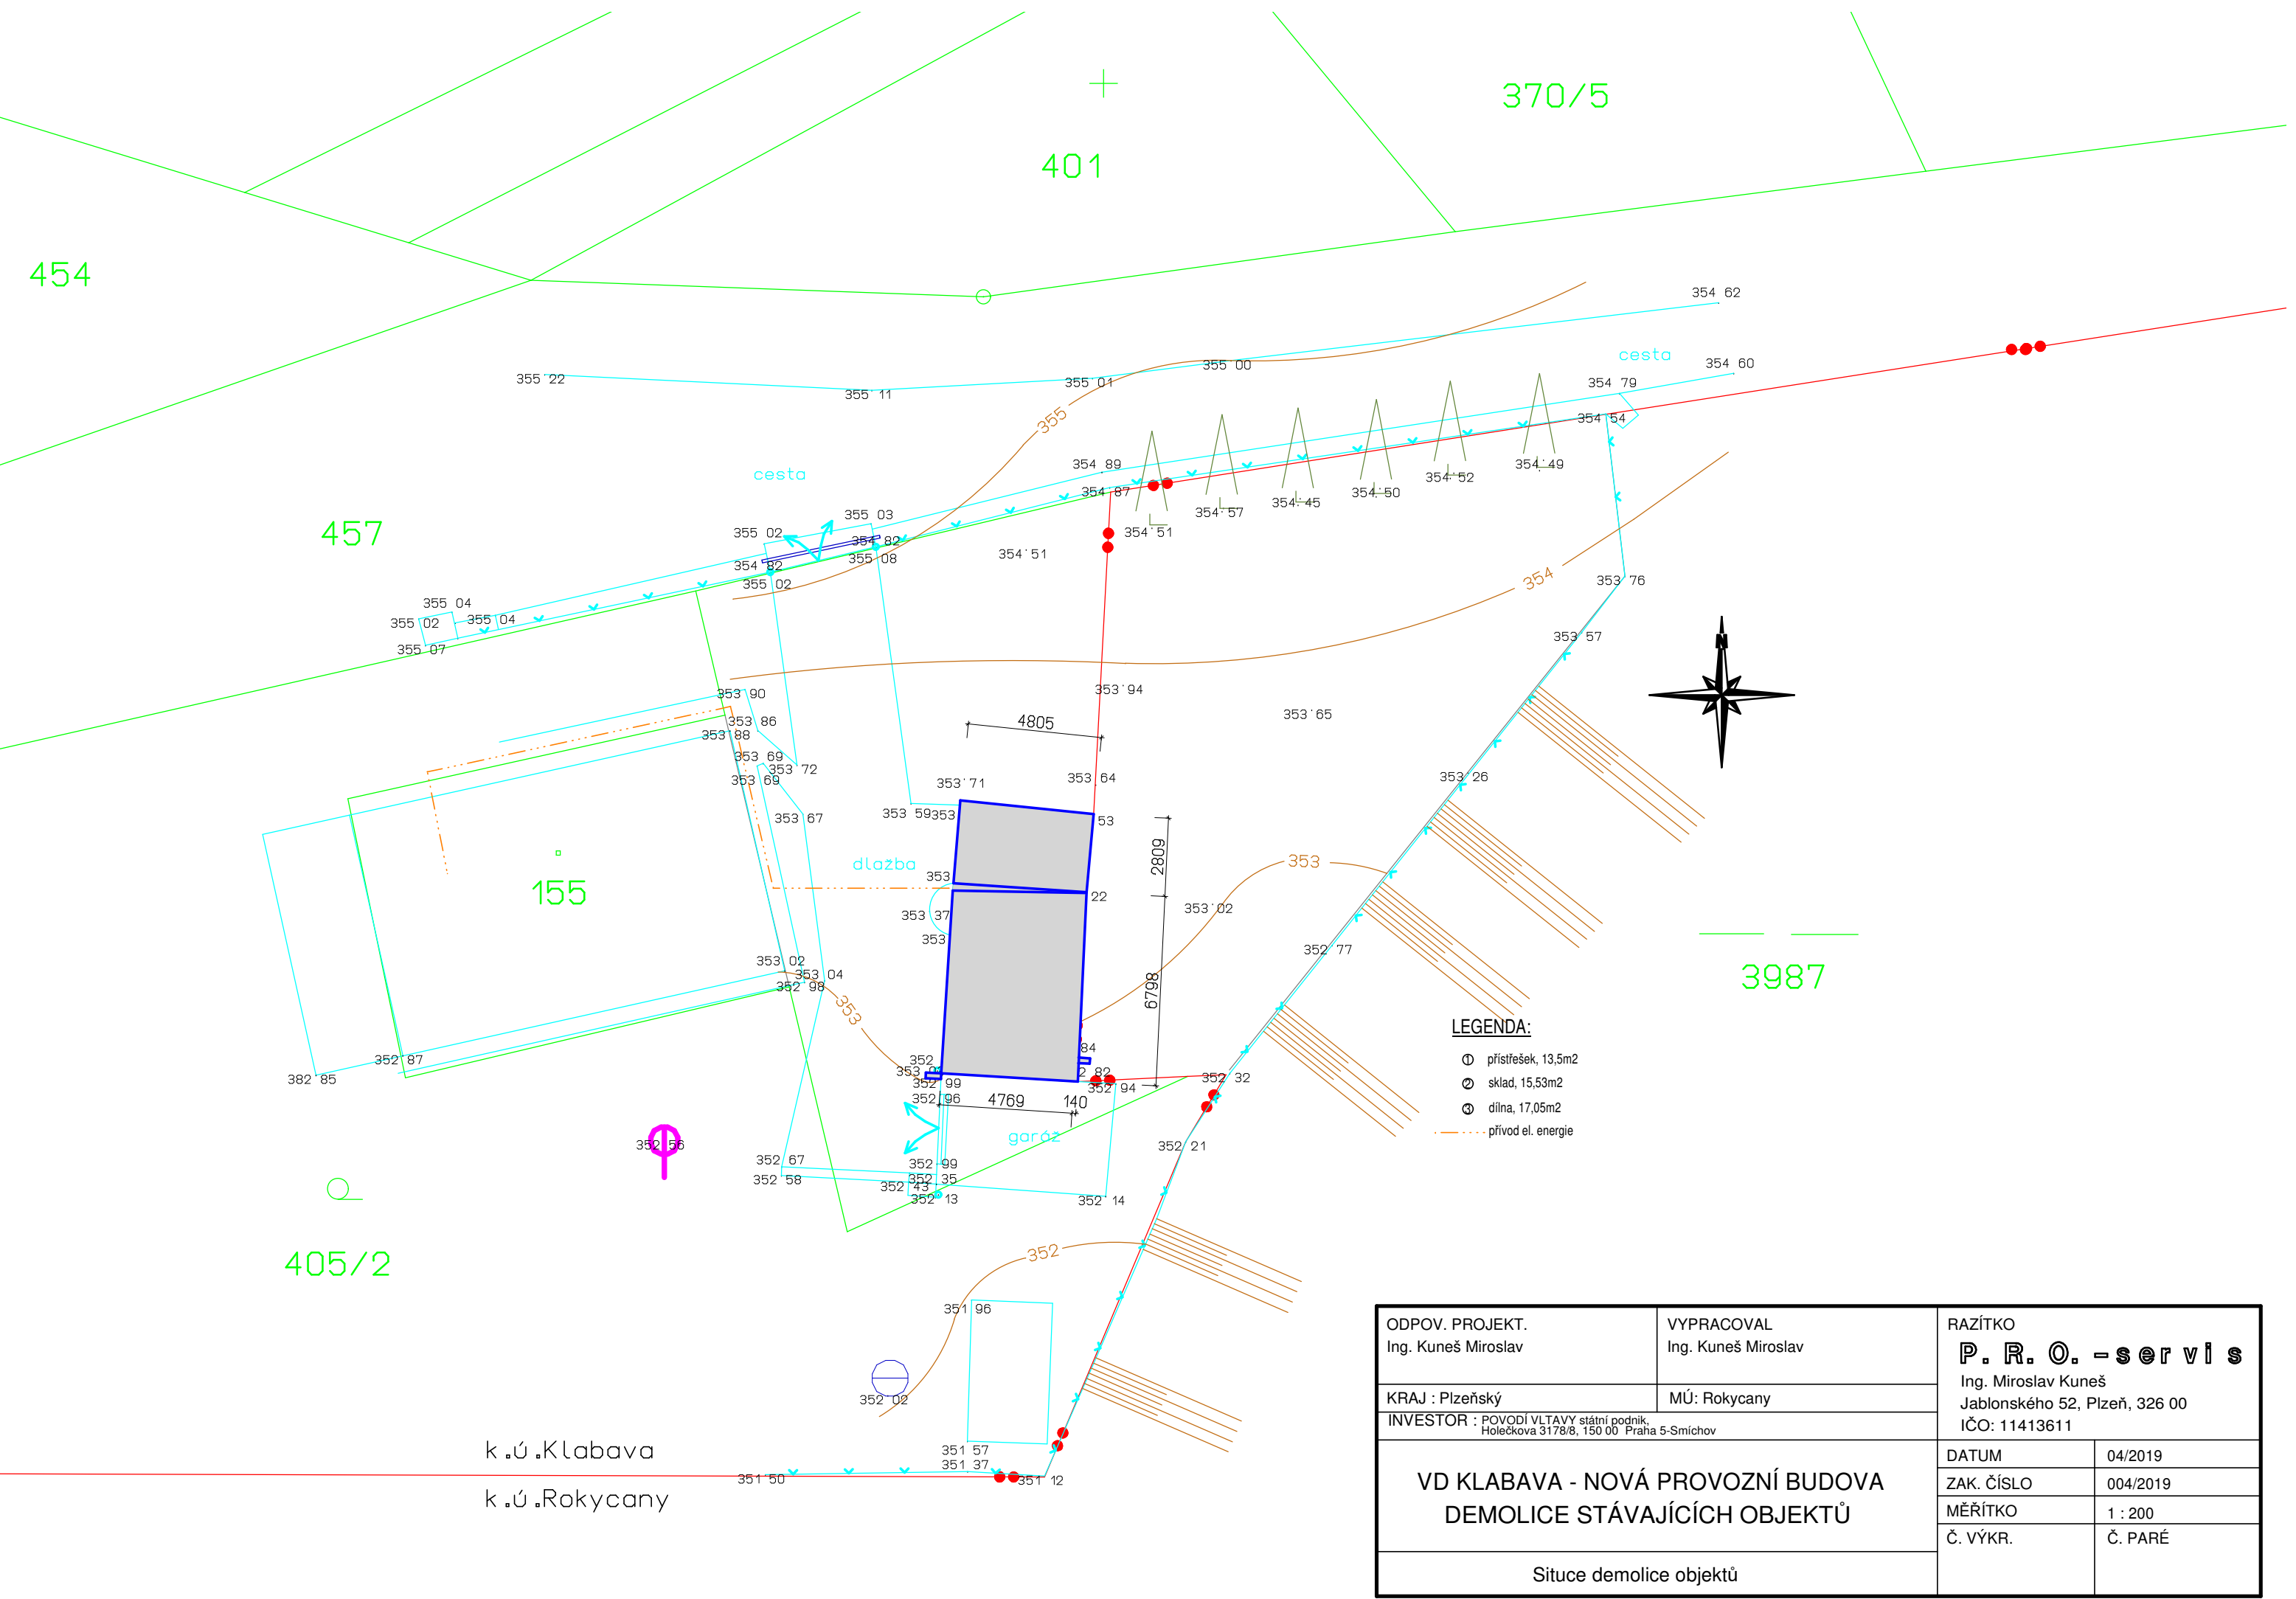 370/5
401
454
354 62
cesta
354 60
355 22
355 11
355 01
355 00
354 79
355
354 54
354 89
354 87
354 49
354 52
354 50
354 45
354 57
354 51
cesta
457
355 02
355 03
354 82
355 08
354 82
355 02
354 51
354
353 76
355 04
355 02
355 04
355 07
353 57
N
353 90
353 94
353 86
353 88
353 65
4805
353 69
353 72
353 69
353 71
353 64
353 26
353 67
353 59
353
53
2809
dlažba
353
353
155
22
353 37
353 02
353
352 77
353 02
353 04
352 98
3987
6798
353
LEGENDA:
① přístřešek, 13,5m2
② sklad, 15,53m2
③ dílna, 17,05m2
přívod el. energie
84
352
352 87
382 85
352 99
2 82
352 94
352 32
352 96
4769
140
garáž
352 56
352 21
352 67
352 99
352 58
352 35
352 43
352 13
352 14
405/2
352
351 96
352 02
k.ú.Klabava
351 57
351 37
351 50
351 12
k.ú.Rokycany
ODPOV. PROJEKT.
Ing. Kuneš Miroslav
VYPRACOVAL
Ing. Kuneš Miroslav
RAZÍTKO
P. R. O. - servis
Ing. Miroslav Kuneš
Jablonského 52, Plzeň, 326 00
IČO: 11413611
KRAJ : Plzeňský
MÚ: Rokycany
INVESTOR : POVODÍ VLTAVY státní podnik,
Holečkova 3178/8, 150 00 Praha 5-Smíchov
VD KLABAVA - NOVÁ PROVOZNÍ BUDOVA
DEMOLICE STÁVAJÍCÍCH OBJEKTŮ
DATUM 04/2019
ZAK. ČÍSLO 004/2019
MĚŘÍTKO 1 : 200
Č. VÝKR. Č. PARÉ
Situce demolice objektů